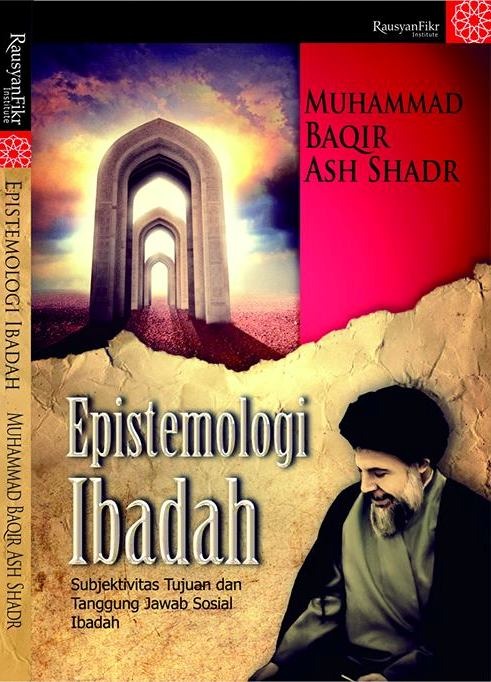 RausyanFikr
Institute
EPISTEMOLOGI IBADAH
MUHAMMAD BAQIR ASH SHADR
RausyanFikr
Institute
MUHAMMAD
BAQIR
ASH SHADR
Epistemologi
Ibadah
Subjektivitas Tujuan dan
Tanggung Jawab Sosial
Ibadah